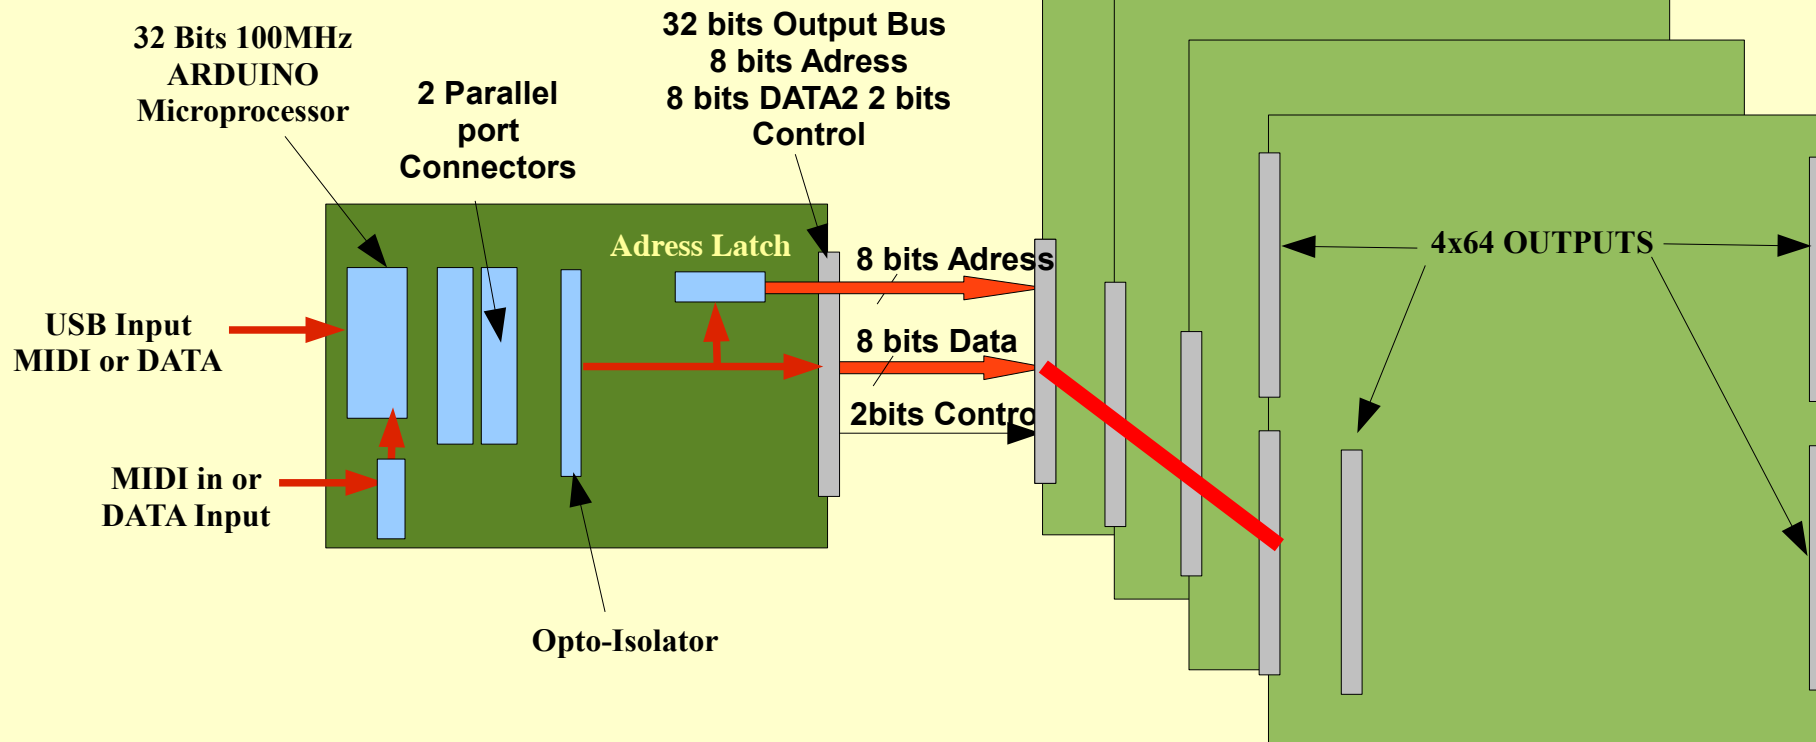 32 Bits 100MHz
ARDUINO
Microprocessor
2 Parallel
port
Connectors
32 bits Output Bus
8 bits Adress
8 bits DATA2 2 bits
Control
Adress Latch
8 bits Adress
8 bits Data
2bits Contro
4x64 OUTPUTS
USB Input
MIDI or DATA
MIDI in or
DATA Input
Opto-Isolator